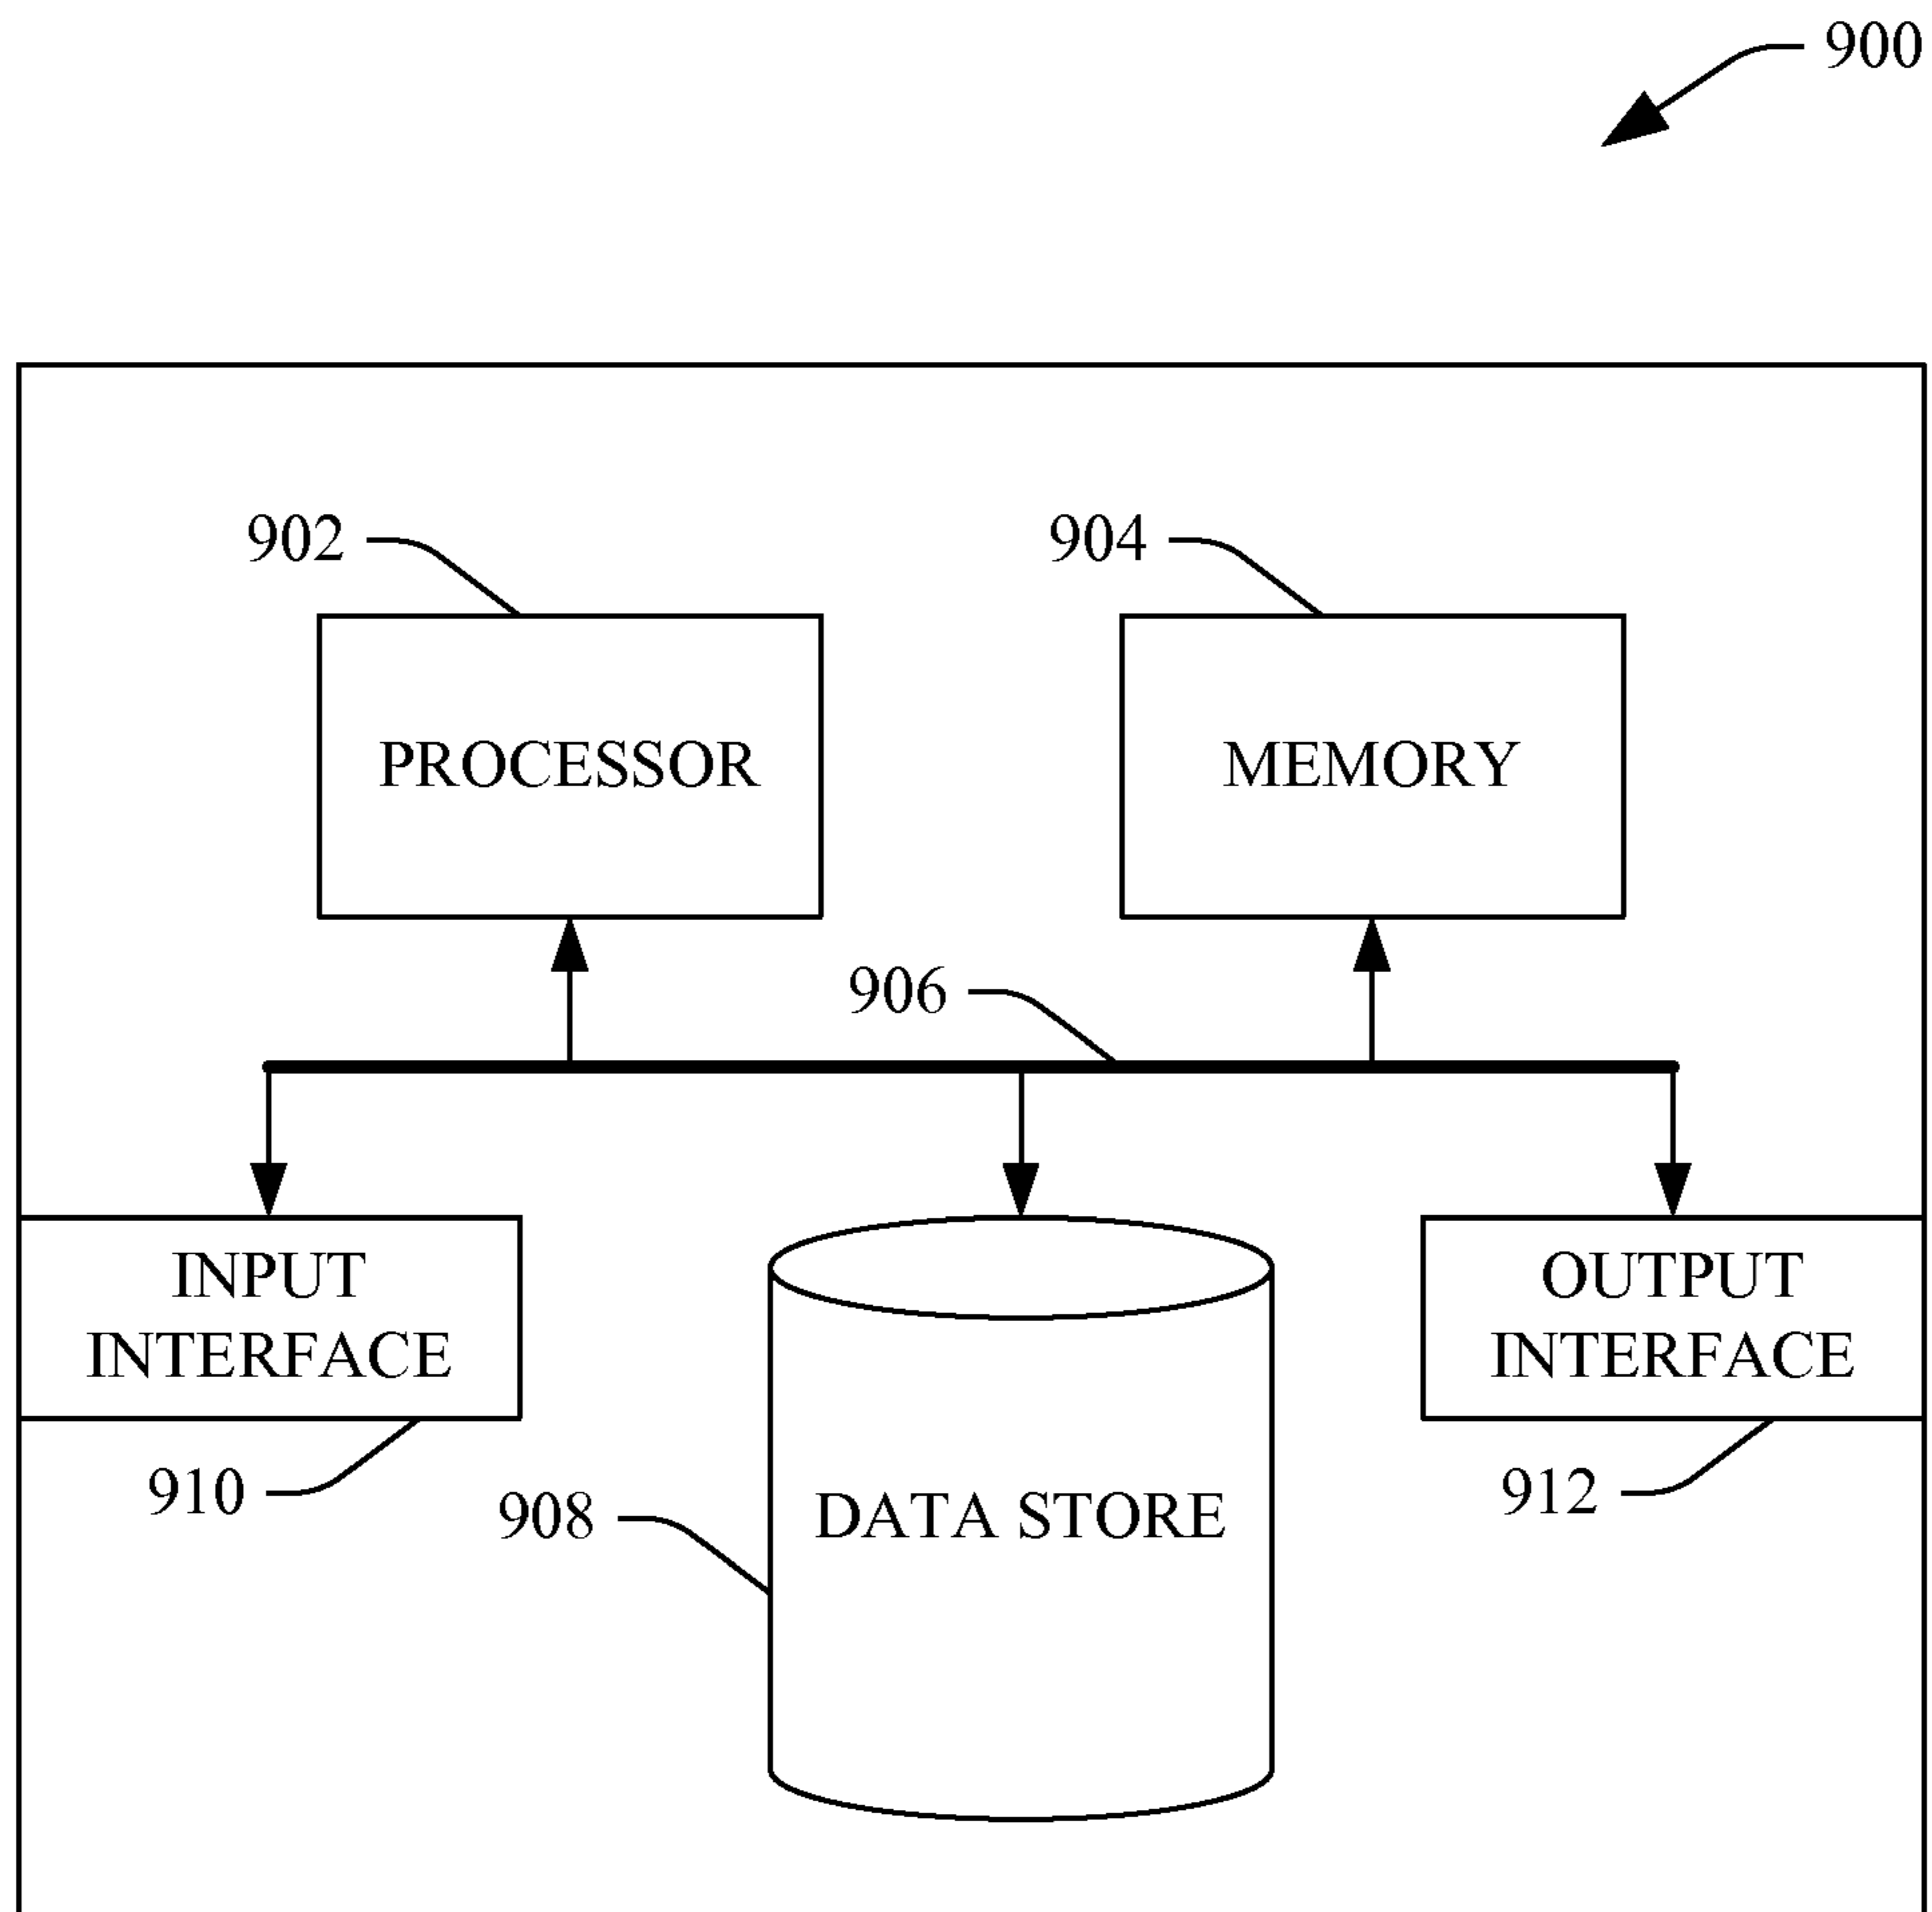 900
902
904
PROCESSOR
MEMORY
906
INPUT
INTERFACE
OUTPUT
INTERFACE
910
908
DATA STORE
912